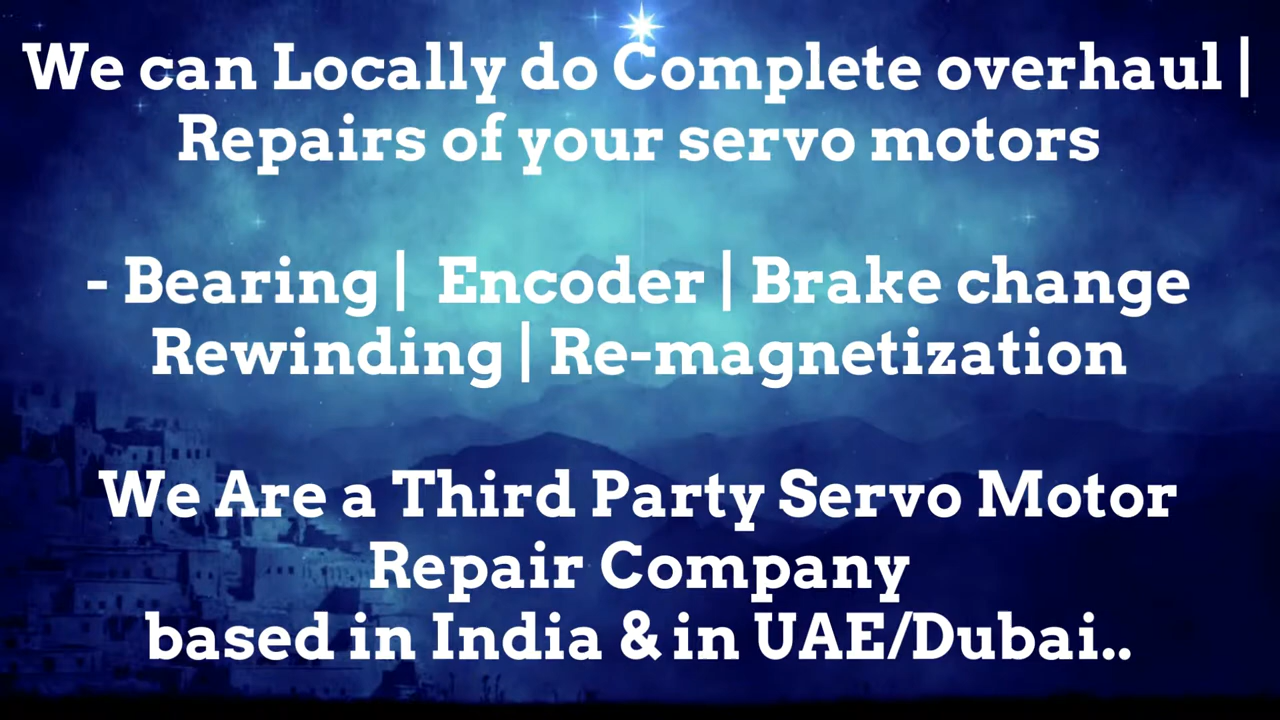 We can Locally do Complete overhaul |
Repairs of your servo motors
- Bearing | Encoder | Brake change
Rewinding | Re-magnetization
We Are a Third Party Servo Motor
Repair Company
based in India & in UAE/Dubai..